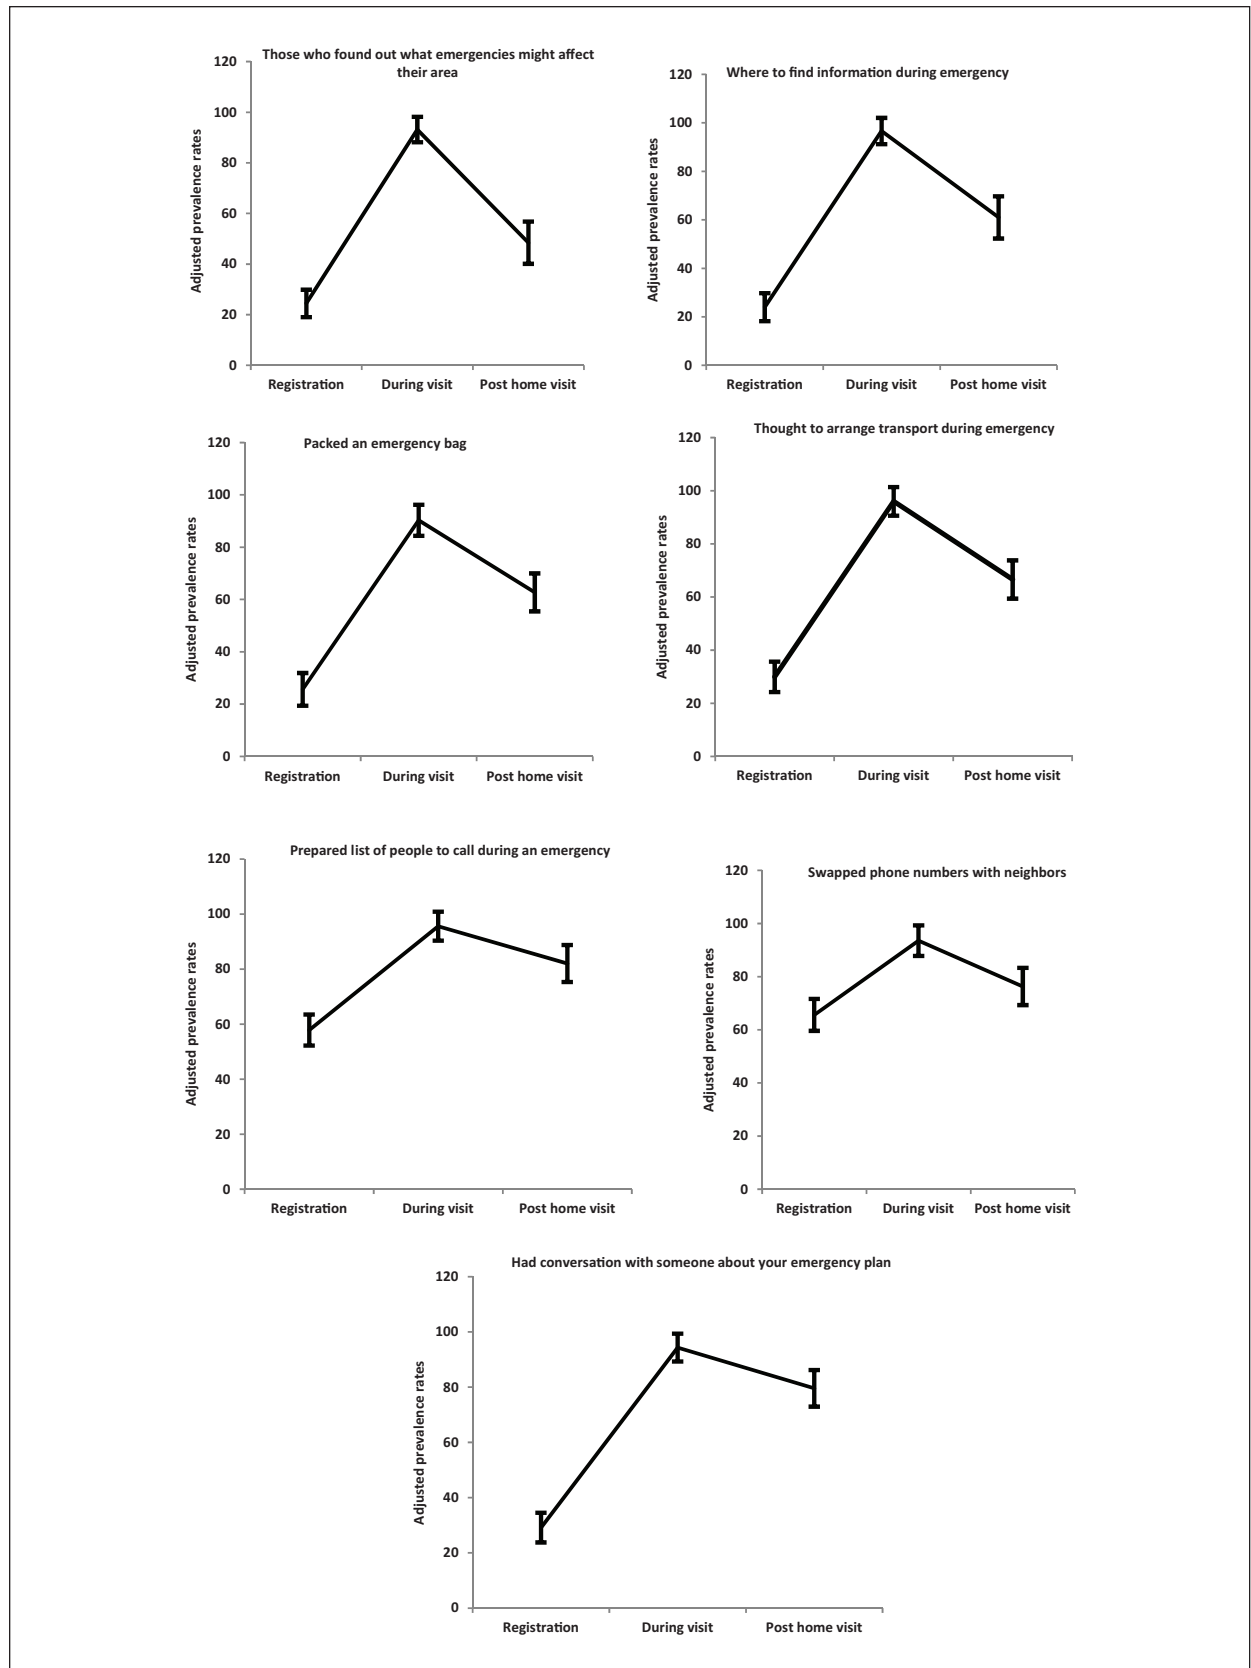 Those who found out what emergencies might affect
their area
120
100
80
60
40
20
0
Adjusted prevalence rates
Registration During visit Post home visit
Where to find information during emergency
120
100
80
60
40
20
0
Adjusted prevalence rates
Registration During visit Post home visit
Packed an emergency bag
120
100
80
60
40
20
0
Adjusted prevalence rates
Registration During visit Post home visit
Thought to arrange transport during emergency
120
100
80
60
40
20
0
Adjusted prevalence rates
Registration During visit Post home visit
Prepared list of people to call during an emergency
120
100
80
60
40
20
0
Adjusted prevalence rates
Registration During visit Post home visit
Swapped phone numbers with neighbors
120
100
80
60
40
20
0
Adjusted prevalence rates
Registration During visit Post home visit
Had conversation with someone about your emergency plan
120
100
80
60
40
20
0
Adjusted prevalence rates
Registration During visit Post home visit